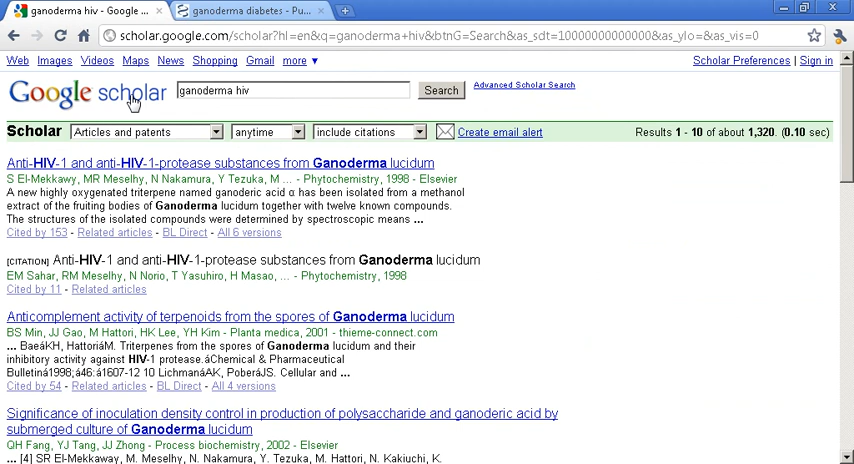 ganoderma hiv - Google S...
ganoderma diabetes - Pu...
scholar.google.com/scholar?hl=en&q=ganoderma+hiv&btnG=Search&as_sdt=10000000000000&as_ylo=&as_vis=0
Web Images Videos Maps News Shopping Gmail more ▼ Scholar Preferences | Sign in
Google scholar ganoderma hiv Search Advanced Scholar Search
Scholar Articles and patents anytime include citations Create email alert Results 1 - 10 of about 1,320. (0.10 sec)
Anti-HIV-1 and anti-HIV-1-protease substances from Ganoderma lucidum
S El-Mekkawy, MR Meselhy, N Nakamura, Y Tezuka, M ... - Phytochemistry, 1998 - Elsevier
A new highly oxygenated triterpene named ganoderic acid α has been isolated from a methanol
extract of the fruiting bodies of Ganoderma lucidum together with twelve known compounds.
The structures of the isolated compounds were determined by spectroscopic means ...
Cited by 153 - Related articles - BL Direct - All 6 versions
[CITATION] Anti-HIV-1 and anti-HIV-1-protease substances from Ganoderma lucidum
EM Sahar, RM Meselhy, N Norio, T Yasuhiro, H Masao, ... - Phytochemistry, 1998
Cited by 11 - Related articles
Anticomplement activity of terpenoids from the spores of Ganoderma lucidum
BS Min, JJ Gao, M Hattori, HK Lee, YH Kim - Planta medica, 2001 - thieme-connect.com
... BaeáKH, HattoriáM. Triterpenes from the spores of Ganoderma lucidum and their
inhibitory activity against HIV-1 protease.áChemical & Pharmaceutical
Bulletiná1998;á46:á1607-12 10 LichmanáAK, PoberáJS. Cellular and ...
Cited by 54 - Related articles - BL Direct - All 4 versions
Significance of inoculation density control in production of polysaccharide and ganoderic acid by
submerged culture of Ganoderma lucidum
QH Fang, YJ Tang, JJ Zhong - Process biochemistry, 2002 - Elsevier
... [4] SR El-Mekkaway, M. Meselhy, N. Nakamura, Y. Tezuka, M. Hattori, N. Kakiuchi, K.